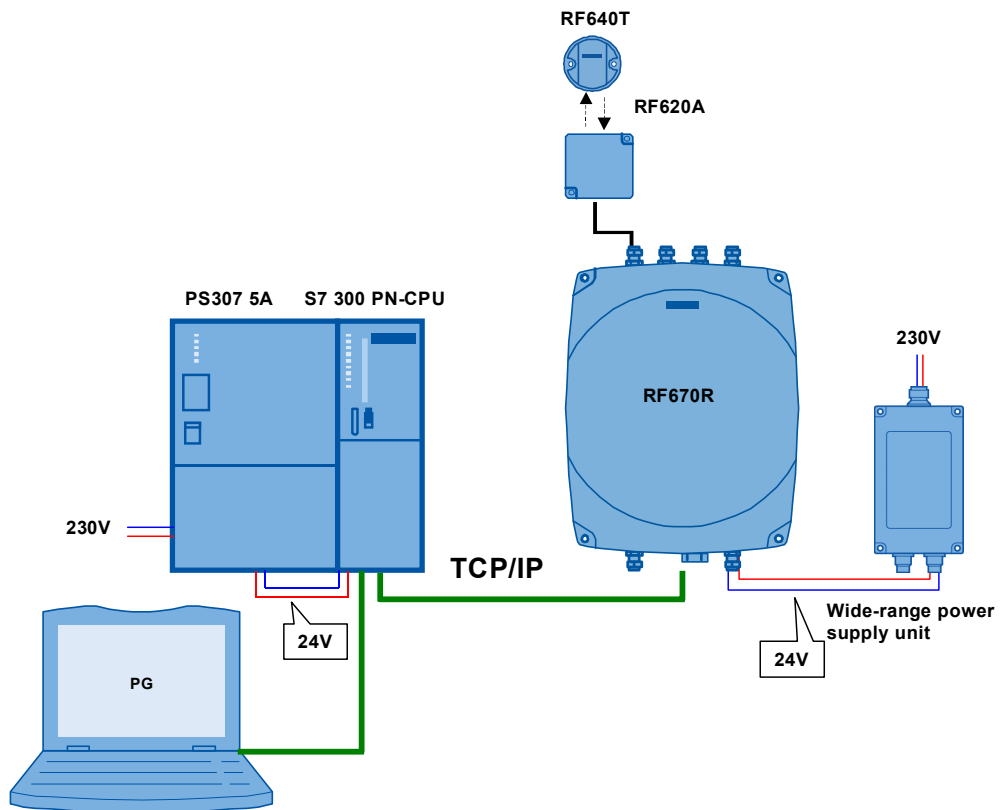 RF640T
RF620A
PS307 5A
S7 300 PN-CPU
230V
RF670R
230V
TCP/IP
24V
Wide-range power
supply unit
24V
PG